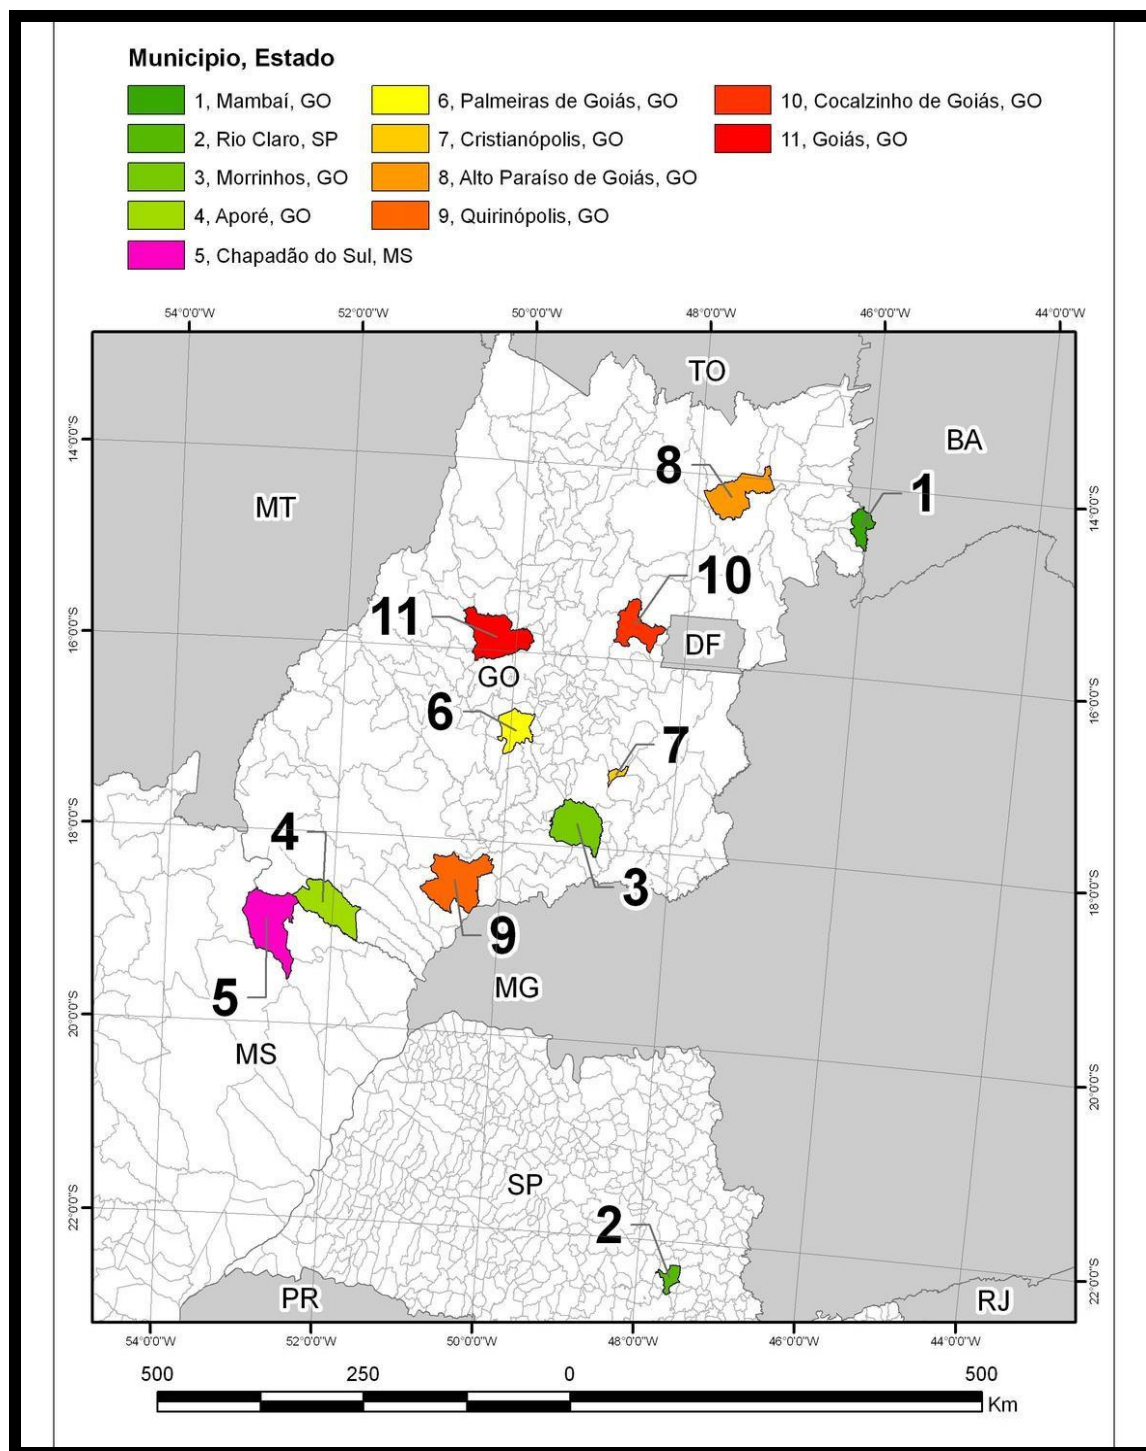 Municipio, Estado
1, Mambaí, GO
2, Rio Claro, SP
3, Morrinhos, GO
4, Aporé, GO
5, Chapadão do Sul, MS
6, Palmeiras de Goiás, GO
7, Cristianópolis, GO
8, Alto Paraíso de Goiás, GO
9, Quirinópolis, GO
10, Cocalzinho de Goiás, GO
11, Goiás, GO
54°0'0"W 52°0'0"W 50°0'0"W 48°0'0"W 46°0'0"W 44°0'0"W
TO
BA
14°0'0"S
8
1
MT
14°0'0"S
10
11
16°0'0"S
DF
GO
6
16°0'0"S
7
18°0'0"S
4
3
18°0'0"S
9
5
MG
20°0'0"S
MS
20°0'0"S
SP
22°0'0"S
2
22°0'0"S
PR
RJ
54°0'0"W 52°0'0"W 50°0'0"W 48°0'0"W 46°0'0"W 44°0'0"W
500 250 0 500
Km